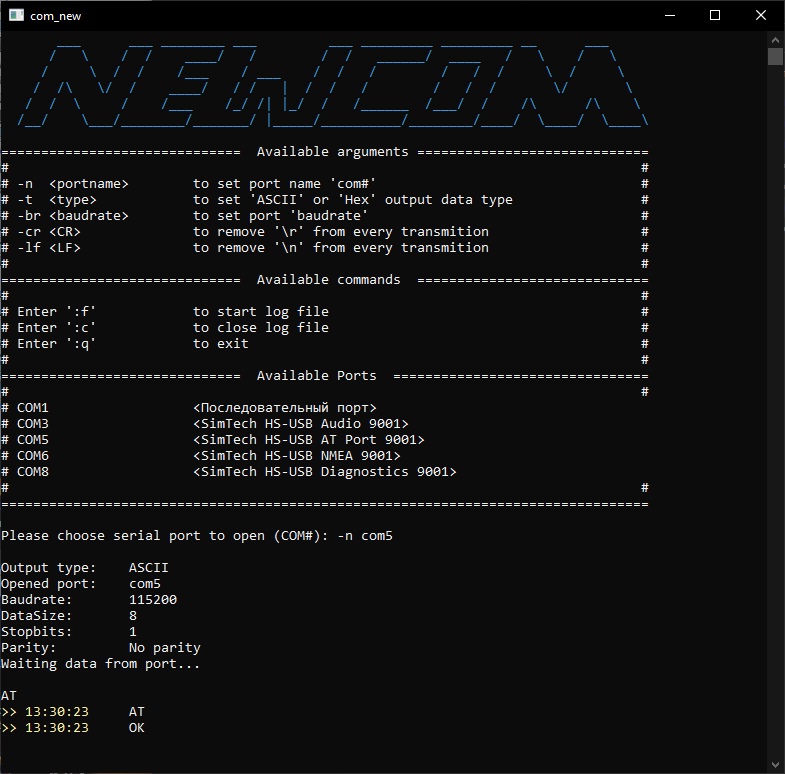 com_new
NEWCOM
============================== Available arguments =============================
# #
# -n <portname> to set port name 'com#' #
# -t <type> to set 'ASCII' or 'Hex' output data type #
# -br <baudrate> to set port 'baudrate' #
# -cr <CR> to remove '\r' from every transmition #
# -lf <LF> to remove '\n' from every transmition #
# #
============================== Available commands =============================
# #
# Enter ':f' to start log file #
# Enter ':c' to close log file #
# Enter ':q' to exit #
# #
============================== Available Ports ================================
# #
# COM1 <Последовательный порт>
# COM3 <SimTech HS-USB Audio 9001>
# COM5 <SimTech HS-USB AT Port 9001>
# COM6 <SimTech HS-USB NMEA 9001>
# COM8 <SimTech HS-USB Diagnostics 9001>
# #
=================================================================================
Please choose serial port to open (COM#): -n com5
Output type: ASCII
Opened port: com5
Baudrate: 115200
DataSize: 8
Stopbits: 1
Parity: No parity
Waiting data from port...
AT
>> 13:30:23 AT
>> 13:30:23 OK